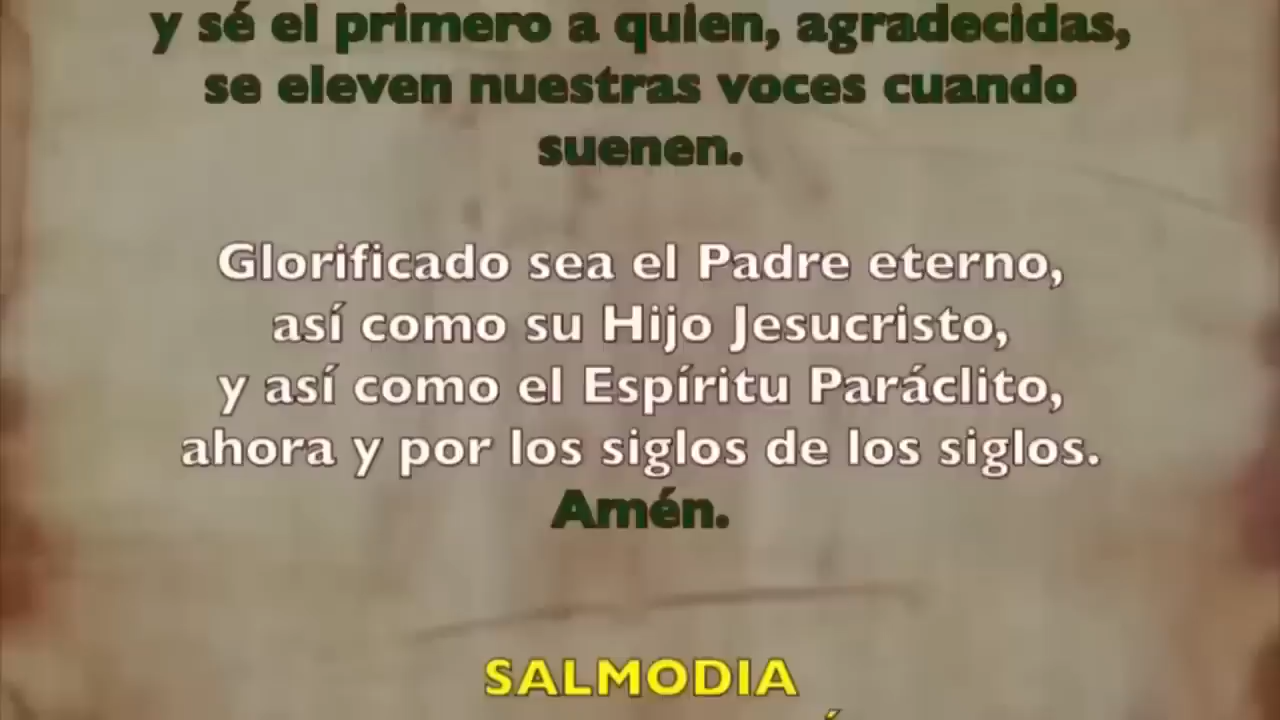 y sé el primero a quien, agradecidas,
se eleven nuestras voces cuando
suenen.
Glorificado sea el Padre eterno,
así como su Hijo Jesucristo,
y así como el Espíritu Paráclito,
ahora y por los siglos de los siglos.
Amén.
SALMODIA